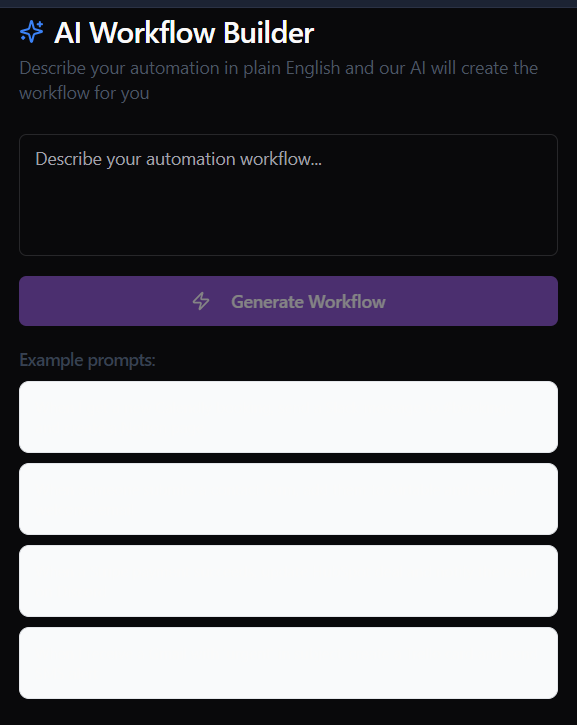 AI Workflow Builder
Describe your automation in plain English and our AI will create the
workflow for you
Describe your automation workflow...
Generate Workflow
Example prompts: